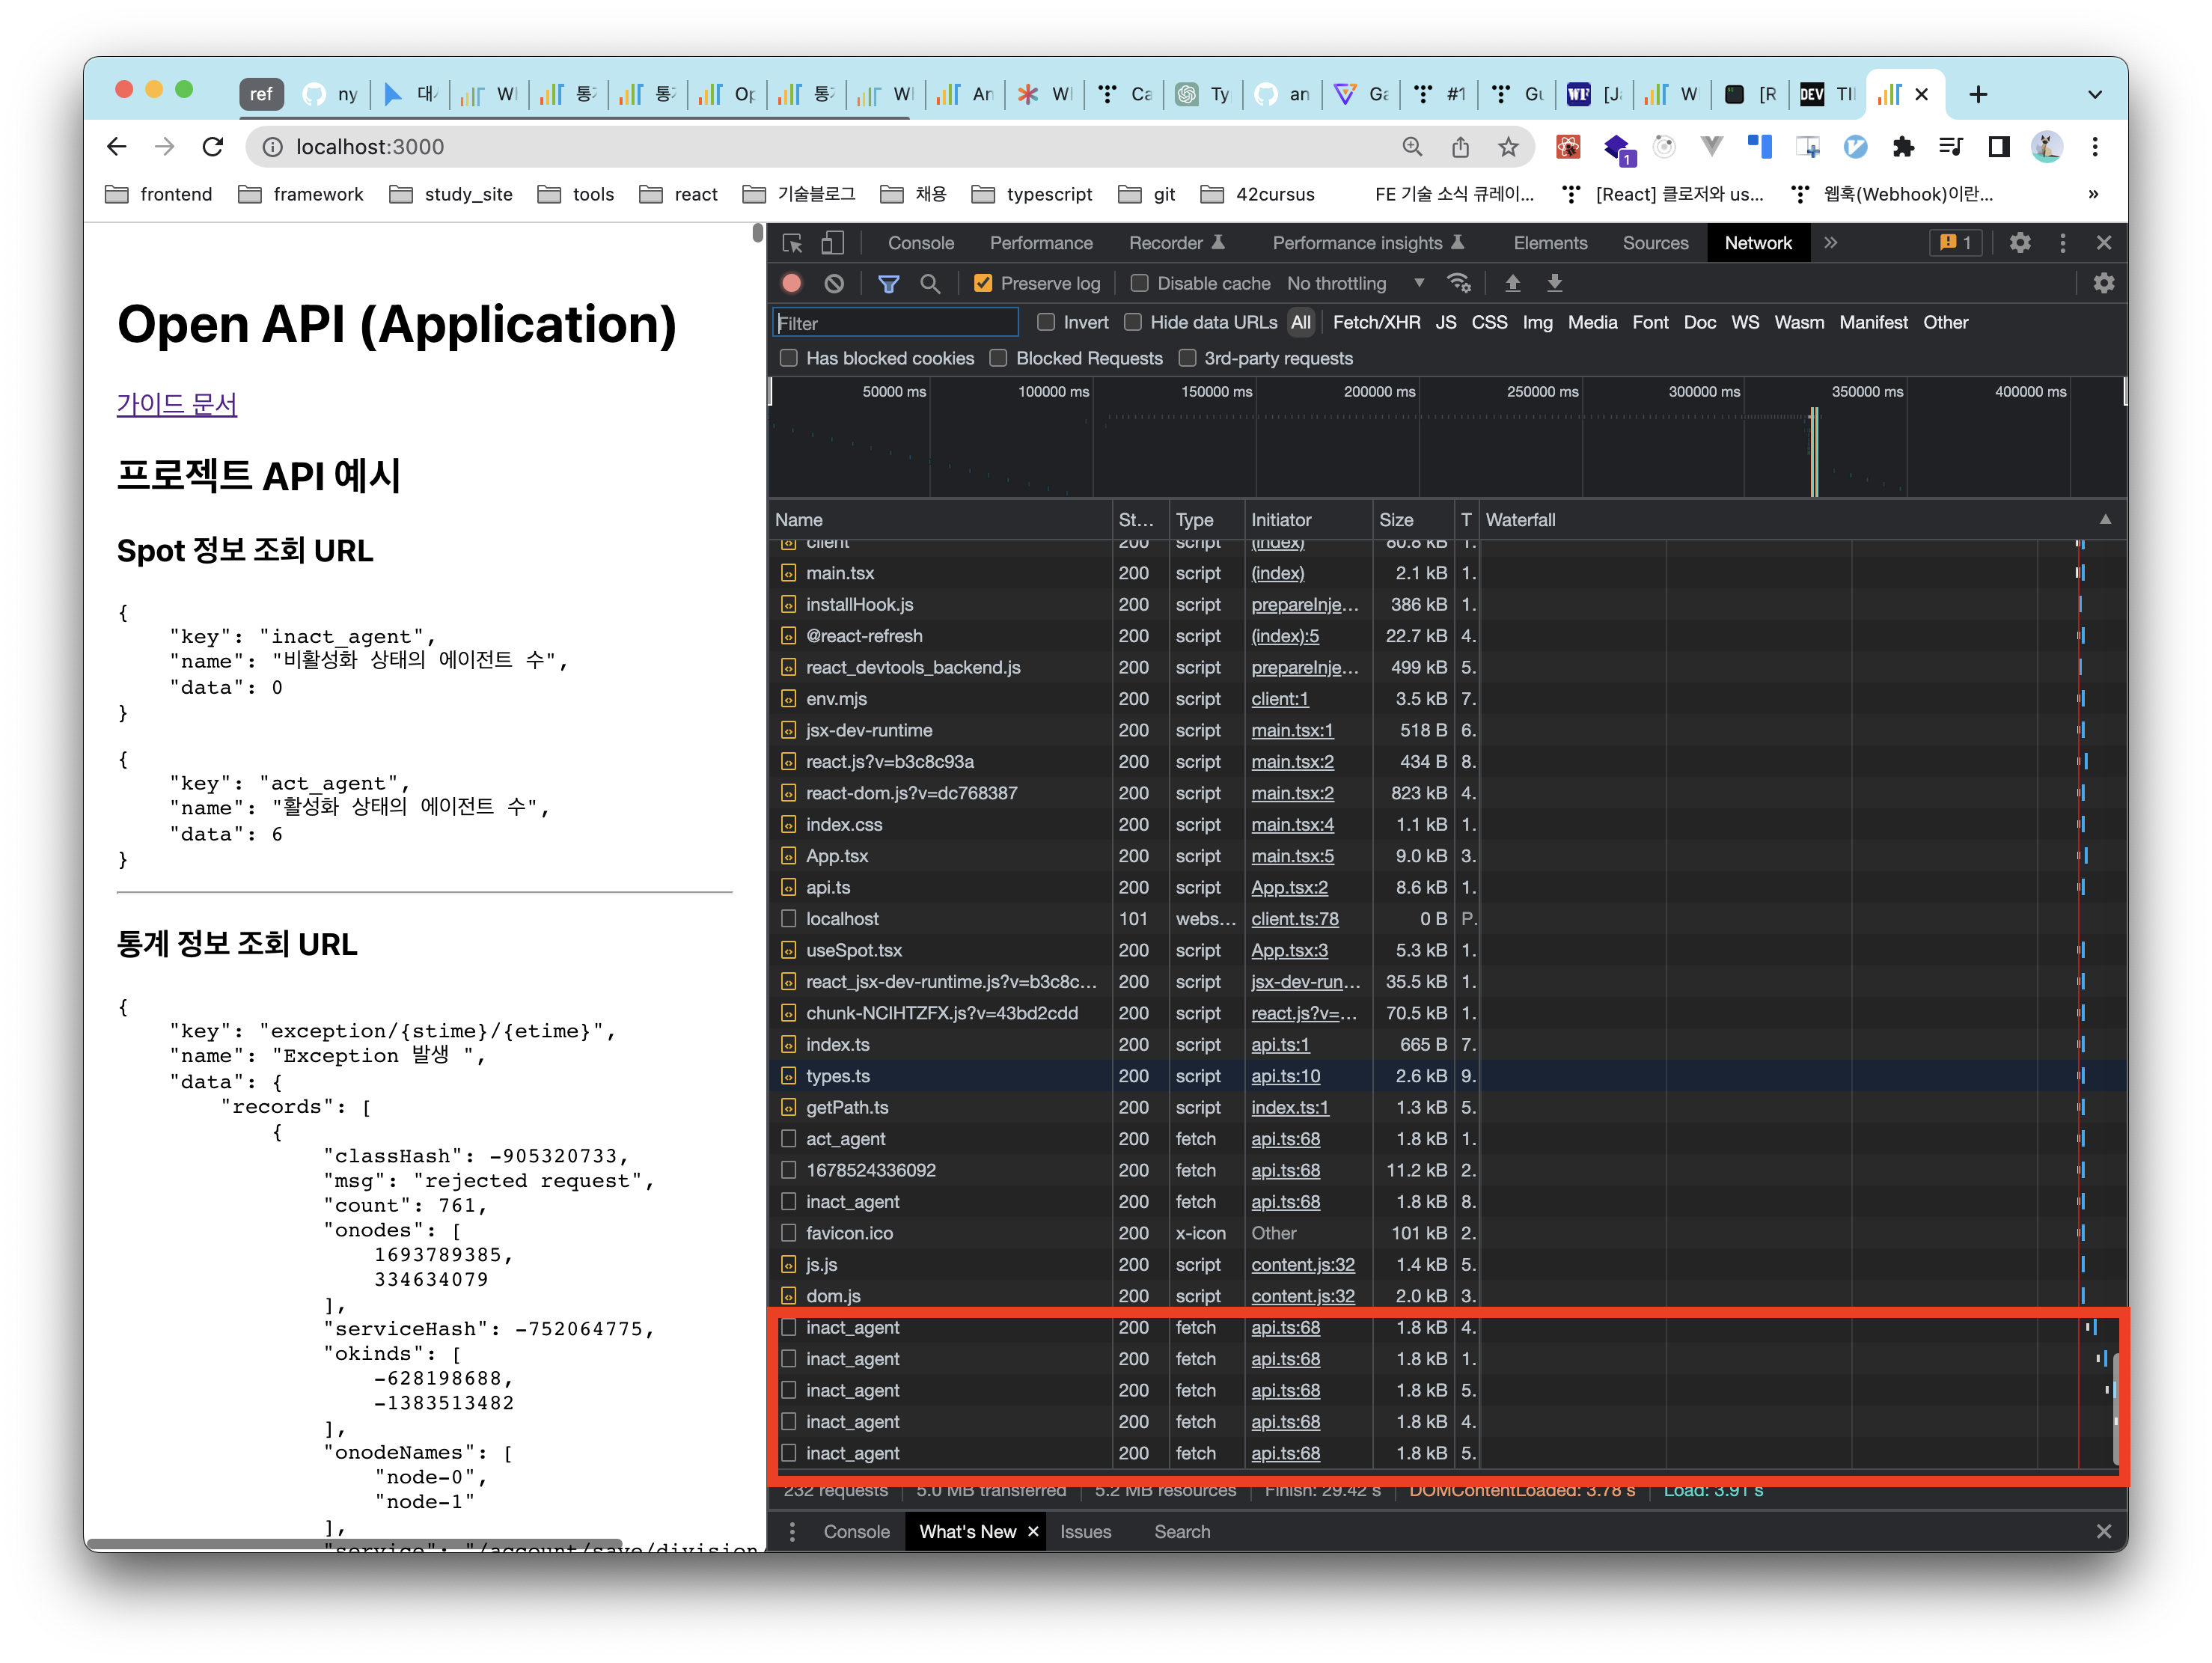 ref ny 대 WI 통 통 Op 통 WI An WI Ca Ty an Ga #1 Gu [Ja WI [R TII
localhost:3000
1
frontend framework study_site tools react 기술블로그 채용 typescript git 42cursus FE 기술 소식 큐레이... [React] 클로저와 us... 웹훅(Webhook)이란... »
Open API (Application)
가이드 문서
프로젝트 API 예시
Spot 정보 조회 URL
{
"key": "inact_agent",
"name": "비활성화 상태의 에이전트 수",
"data": 0
}
{
"key": "act_agent",
"name": "활성화 상태의 에이전트 수",
"data": 6
}
통계 정보 조회 URL
{
"key": "exception/{stime}/{etime}",
"name": "Exception 발생 ",
"data": {
"records": [
{
"classHash": -905320733,
"msg": "rejected request",
"count": 761,
"onodes": [
1693789385,
334634079
],
"serviceHash": -752064775,
"okinds": [
-628198688,
-1383513482
],
"onodeNames": [
"node-0",
"node-1"
],
"service": "/account/save/division/
Console Performance Recorder Performance insights Elements Sources Network » 1
Preserve log Disable cache No throttling
Filter Invert Hide data URLs All Fetch/XHR JS CSS Img Media Font Doc WS Wasm Manifest Other
Has blocked cookies Blocked Requests 3rd-party requests
50000 ms 100000 ms 150000 ms 200000 ms 250000 ms 300000 ms 350000 ms 400000 ms
Name St... Type Initiator Size T Waterfall
client 200 script (index) 80.8 kB 1.
main.tsx 200 script (index) 2.1 kB 1.
installHook.js 200 script prepareInje... 386 kB 1.
@react-refresh 200 script (index):5 22.7 kB 4.
react_devtools_backend.js 200 script prepareInje... 499 kB 5.
env.mjs 200 script client:1 3.5 kB 7.
jsx-dev-runtime 200 script main.tsx:1 518 B 6.
react.js?v=b3c8c93a 200 script main.tsx:2 434 B 8.
react-dom.js?v=dc768387 200 script main.tsx:2 823 kB 4.
index.css 200 script main.tsx:4 1.1 kB 1.
App.tsx 200 script main.tsx:5 9.0 kB 3.
api.ts 200 script App.tsx:2 8.6 kB 1.
localhost 101 webs... client.ts:78 0 B P.
useSpot.tsx 200 script App.tsx:3 5.3 kB 1.
react_jsx-dev-runtime.js?v=b3c8c... 200 script jsx-dev-run... 35.5 kB 1.
chunk-NCIHTZFX.js?v=43bd2cdd 200 script react.js?v=... 70.5 kB 1.
index.ts 200 script api.ts:1 665 B 7.
types.ts 200 script api.ts:10 2.6 kB 9.
getPath.ts 200 script index.ts:1 1.3 kB 5.
act_agent 200 fetch api.ts:68 1.8 kB 1.
1678524336092 200 fetch api.ts:68 11.2 kB 2.
inact_agent 200 fetch api.ts:68 1.8 kB 8.
favicon.ico 200 x-icon Other 101 kB 2.
js.js 200 script content.js:32 1.4 kB 5.
dom.js 200 script content.js:32 2.0 kB 3.
inact_agent 200 fetch api.ts:68 1.8 kB 4.
inact_agent 200 fetch api.ts:68 1.8 kB 1.
inact_agent 200 fetch api.ts:68 1.8 kB 5.
inact_agent 200 fetch api.ts:68 1.8 kB 4.
inact_agent 200 fetch api.ts:68 1.8 kB 5.
232 requests 5.0 MB transferred 5.2 MB resources Finish: 29.42 s DOMContentLoaded: 3.78 s Load: 3.91 s
Console What's New Issues Search